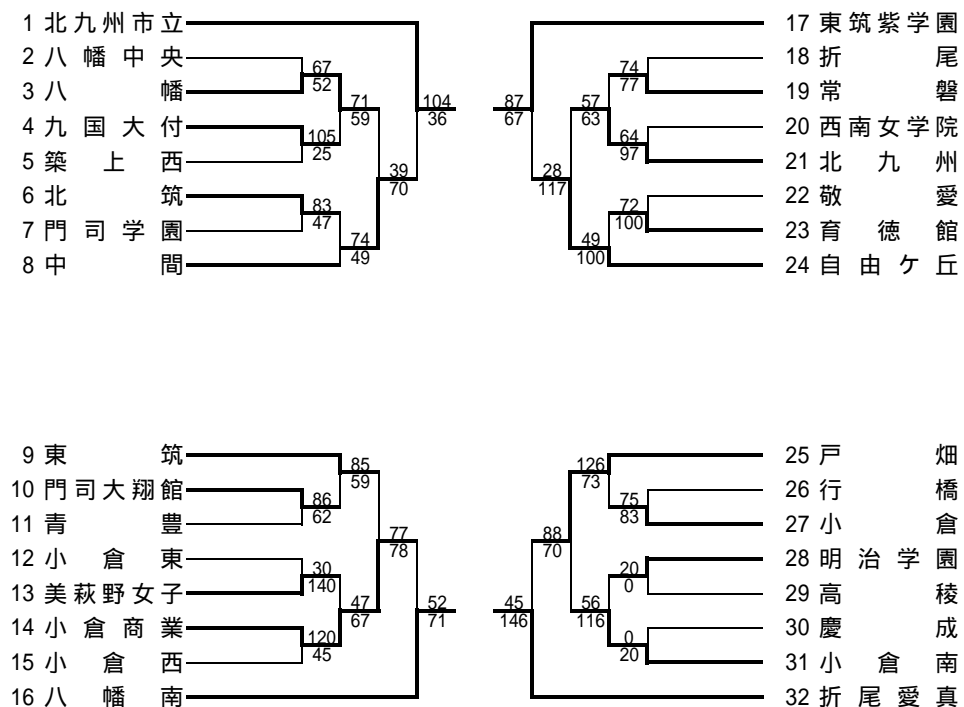 1 北九州市立
2 八幡中央
3 八幡
4 九国大付
5 築上西
6 北筑
7 門司学園
8 中間
67
52
105
25
83
47
71
59
74
49
39
70
104
36
17 東筑紫学園
18 折尾
19 常磐
20 西南女学院
21 北九州
22 敬愛
23 育徳館
24 自由ケ丘
87
67
28
117
57
63
49
100
74
77
64
97
72
100
9 東筑
10 門司大翔館
11 青豊
12 小倉東
13 美萩野女子
14 小倉商業
15 小倉西
16 八幡南
86
62
30
140
120
45
85
59
47
67
77
78
52
71
25 戸畑
26 行橋
27 小倉
28 明治学園
29 高稜
30 慶成
31 小倉南
32 折尾愛真
45
146
88
70
126
73
56
116
75
83
20
0
0
20